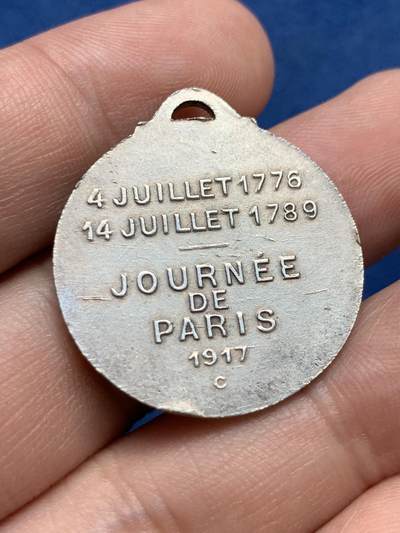 4 JUILLET 1776
14 JUILLET 1789
JOURNÉE
DE
PARIS
1917
C